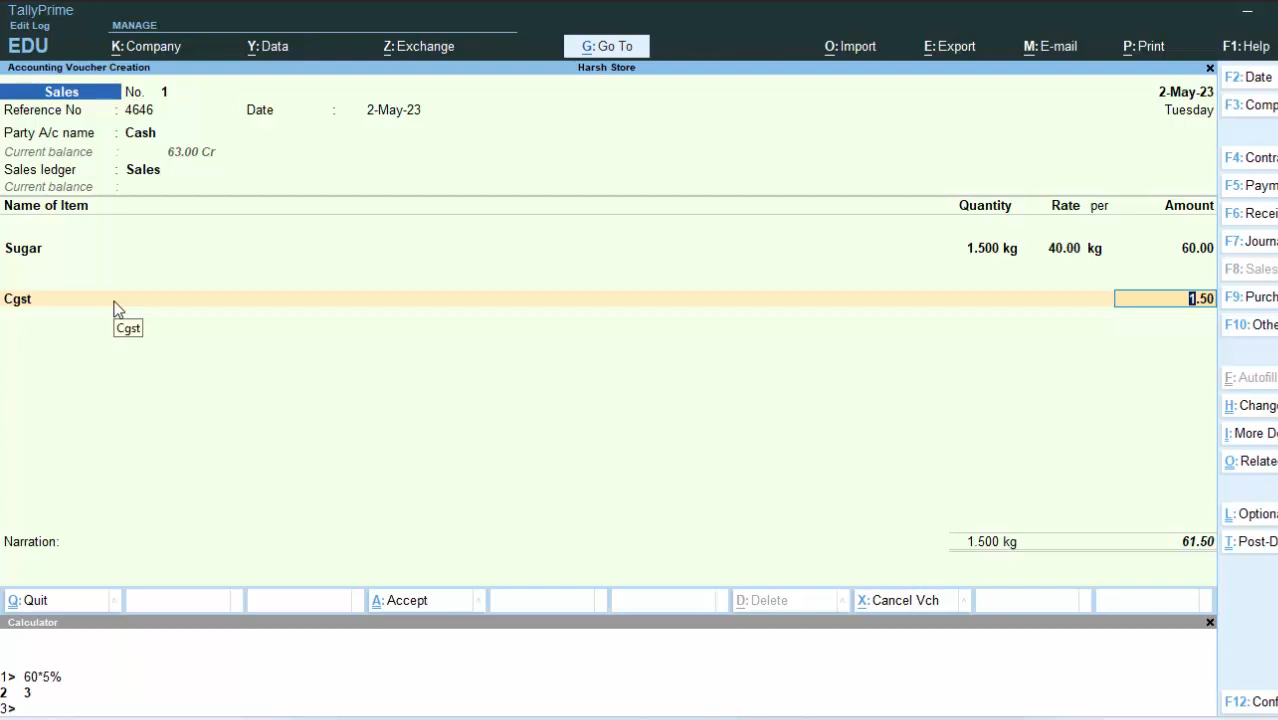 TallyPrime
Edit Log
MANAGE
EDU K: Company Y: Data Z: Exchange G: Go To O: Import E: Export M: E-mail P: Print F1: Help
Accounting Voucher Creation Harsh Store x
Sales No. 1 2-May-23
Reference No : 4646 Date : 2-May-23 Tuesday
Party A/c name : Cash
Current balance : 63.00 Cr
Sales ledger : Sales
Current balance :
Name of Item Quantity Rate per Amount
Sugar 1.500 kg 40.00 kg 60.00
Cgst 1.50
Cgst
Narration: 1.500 kg 61.50
Q: Quit A: Accept D: Delete X: Cancel Vch
Calculator x
1> 60*5%
2 3
3>
F2: Date
F3: Comp
F4: Contra
F5: Paym
F6: Recei
F7: Journa
F8: Sales
F9: Purch
F10: Othe
F: Autofill
H: Chang
I: More D
O: Relate
L: Optiona
T: Post-D
F12: Conf